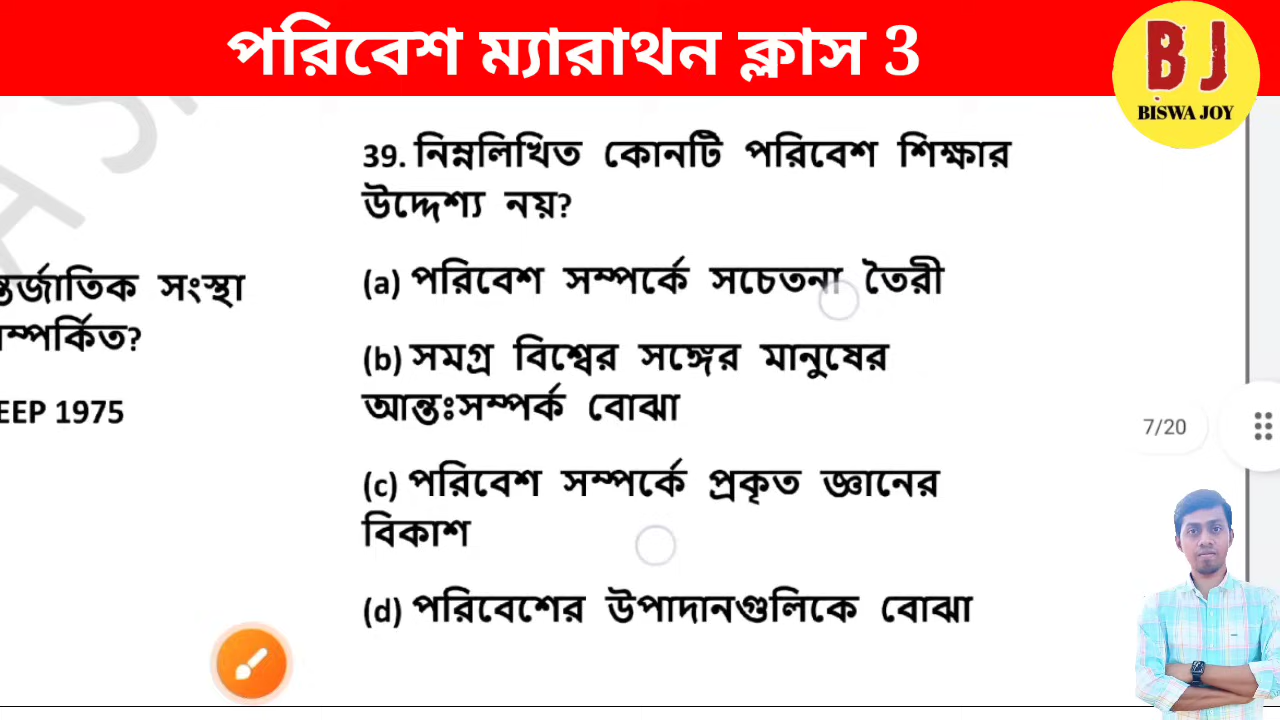 পরিবেশ ম্যারাথন ক্লাস 3
BJ
BISWA JOY
39. নিম্নলিখিত কোনটি পরিবেশ শিক্ষার
উদ্দেশ্য নয়?
(a) পরিবেশ সম্পর্কে সচেতনা তৈরী
(b) সমগ্র বিশ্বের সঙ্গের মানুষের
আন্তঃসম্পর্ক বোঝা
(c) পরিবেশ সম্পর্কে প্রকৃত জ্ঞানের
বিকাশ
(d) পরিবেশের উপাদানগুলিকে বোঝা
ন্তর্জাতিক সংস্থা
ম্পর্কিত?
EEP 1975
7/20